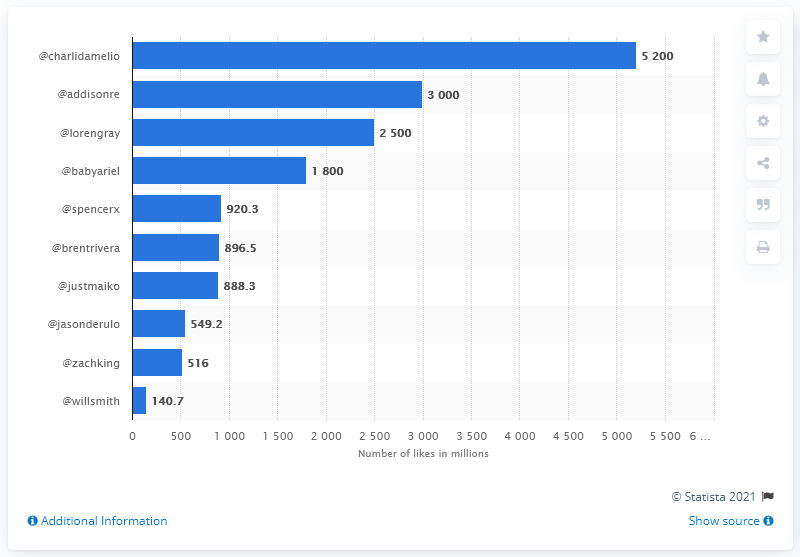 @charlidamelio 5 200
@addisonre 3 000
@lorengray 2 500
@babyariel 1 800
@spencerx 920.3
@brentrivera 896.5
@justmaiko 888.3
@jasonderulo 549.2
@zachking 516
@willsmith 140.7
0 500 1 000 1 500 2 000 2 500 3 000 3 500 4 000 4 500 5 000 5 500 6 ...
Number of likes in millions
© Statista 2021
Additional Information Show source